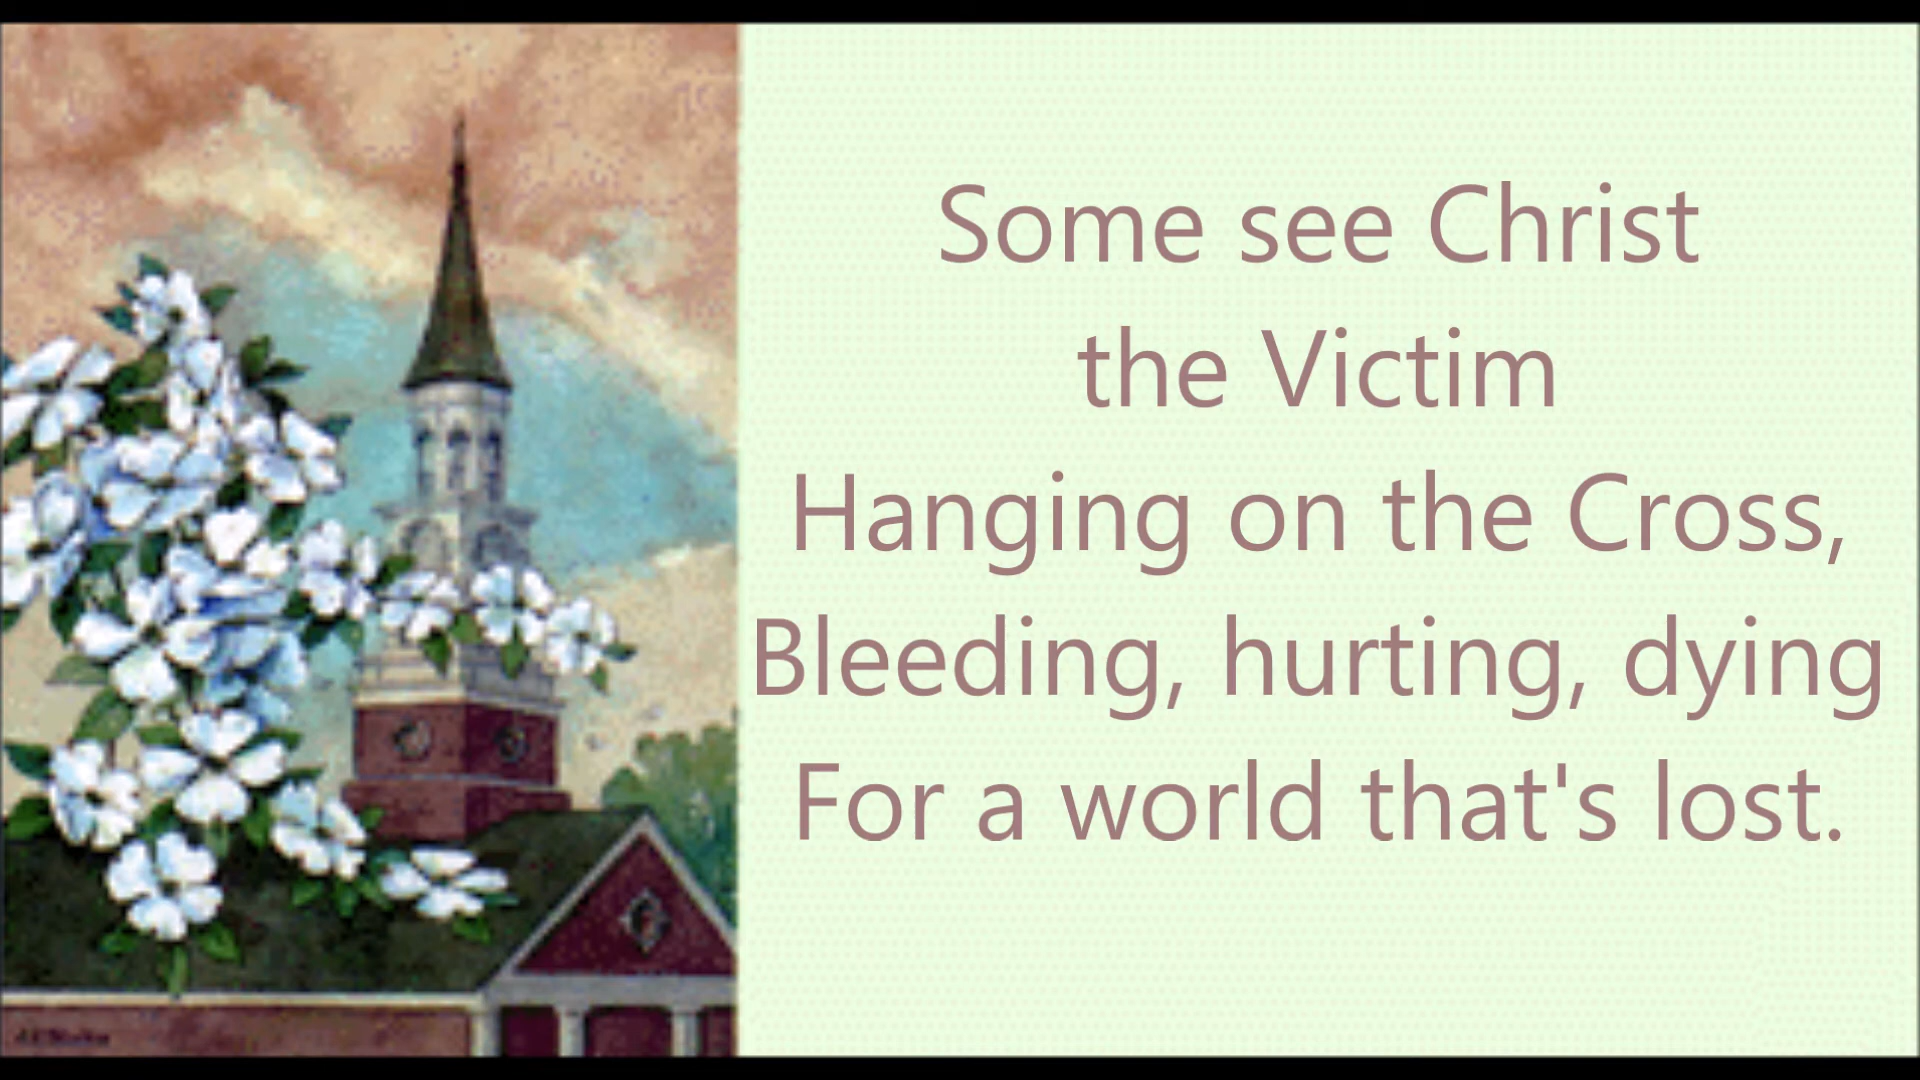 Some see Christ
the Victim
Hanging on the Cross,
Bleeding, hurting, dying
For a world that's lost.